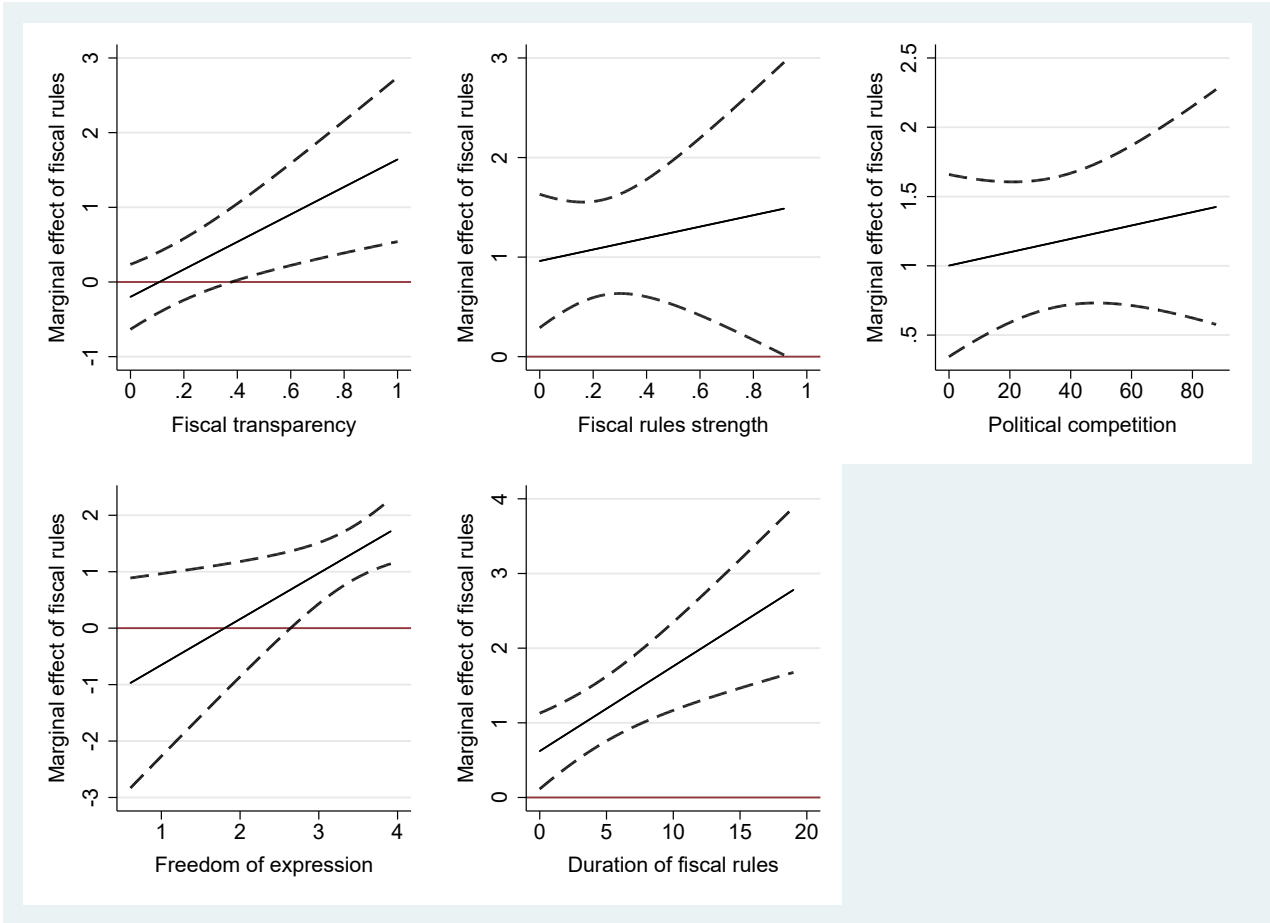 Marginal effect of fiscal rules
3
2
1
0
-1
0 .2 .4 .6 .8 1
Fiscal transparency
Marginal effect of fiscal rules
3
2
1
0
0 .2 .4 .6 .8 1
Fiscal rules strength
Marginal effect of fiscal rules
2.5
2
1.5
1
.5
0 20 40 60 80
Political competition
Marginal effect of fiscal rules
2
1
0
-1
-2
-3
1 2 3 4
Freedom of expression
Marginal effect of fiscal rules
4
3
2
1
0
0 5 10 15 20
Duration of fiscal rules